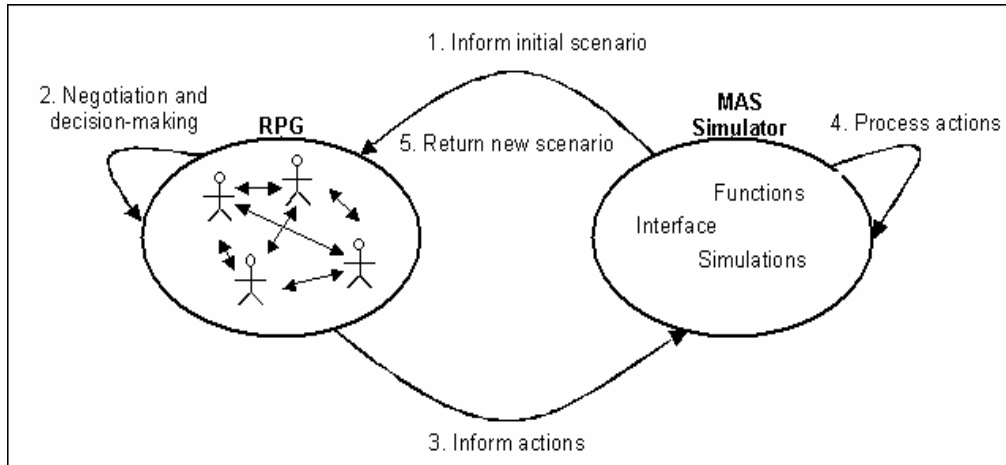 1. Inform initial scenario
2. Negotiation and
decision-making
RPG
MAS
Simulator
5. Return new scenario
4. Process actions
Functions
Interface
Simulations
3. Inform actions